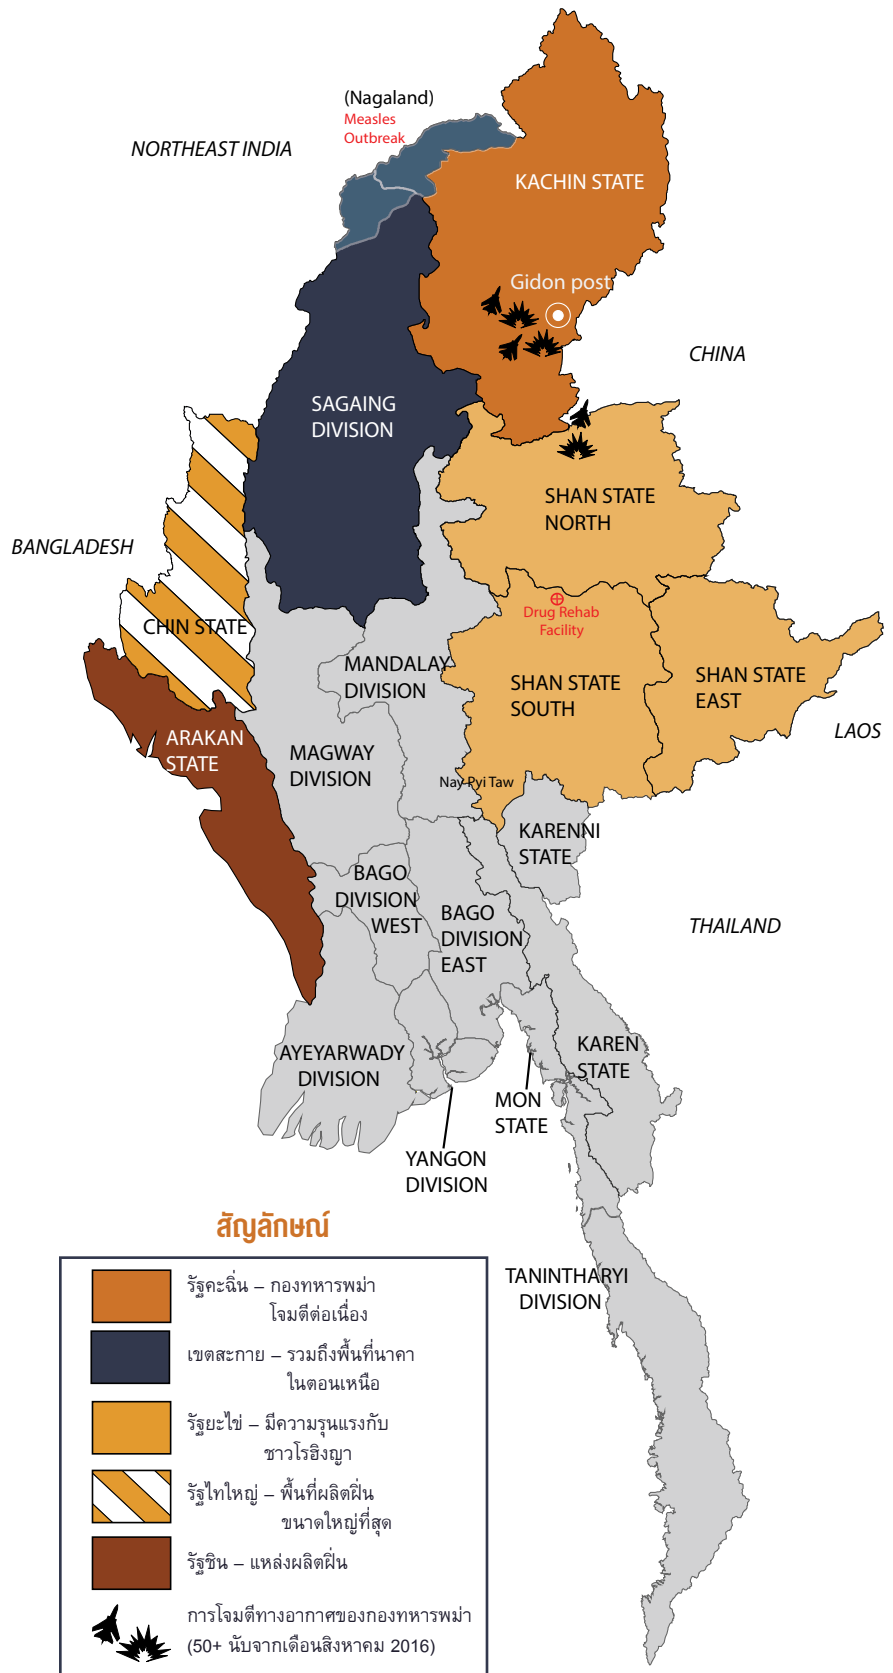 (Nagaland)
Measles
Outbreak
NORTHEAST INDIA
KACHIN STATE
Gidon post
CHINA
SAGAING
DIVISION
SHAN STATE
NORTH
BANGLADESH
CHIN STATE
Drug Rehab
Facility
MANDALAY
DIVISION
SHAN STATE
SOUTH
SHAN STATE
EAST
ARAKAN
STATE
LAOS
MAGWAY
DIVISION
Nay Pyi Taw
KARENNI
STATE
BAGO
DIVISION
WEST
BAGO
DIVISION
EAST
THAILAND
AYEYARWADY
DIVISION
KAREN
STATE
MON
STATE
YANGON
DIVISION
TANINTHARYI
DIVISION
สัญลักษณ์
รัฐคะฉิ่น – กองทหารพม่า
โจมตีต่อเนื่อง
เขตสะกาย – รวมถึงพื้นที่นาคา
ในตอนเหนือ
รัฐยะไข่ – มีความรุนแรงกับ
ชาวโรฮิงญา
รัฐไทใหญ่ – พื้นที่ผลิตฝิ่น
ขนาดใหญ่ที่สุด
รัฐชิน – แหล่งผลิตฝิ่น
การโจมตีทางอากาศของกองทหารพม่า
(50+ นับจากเดือนสิงหาคม 2016)